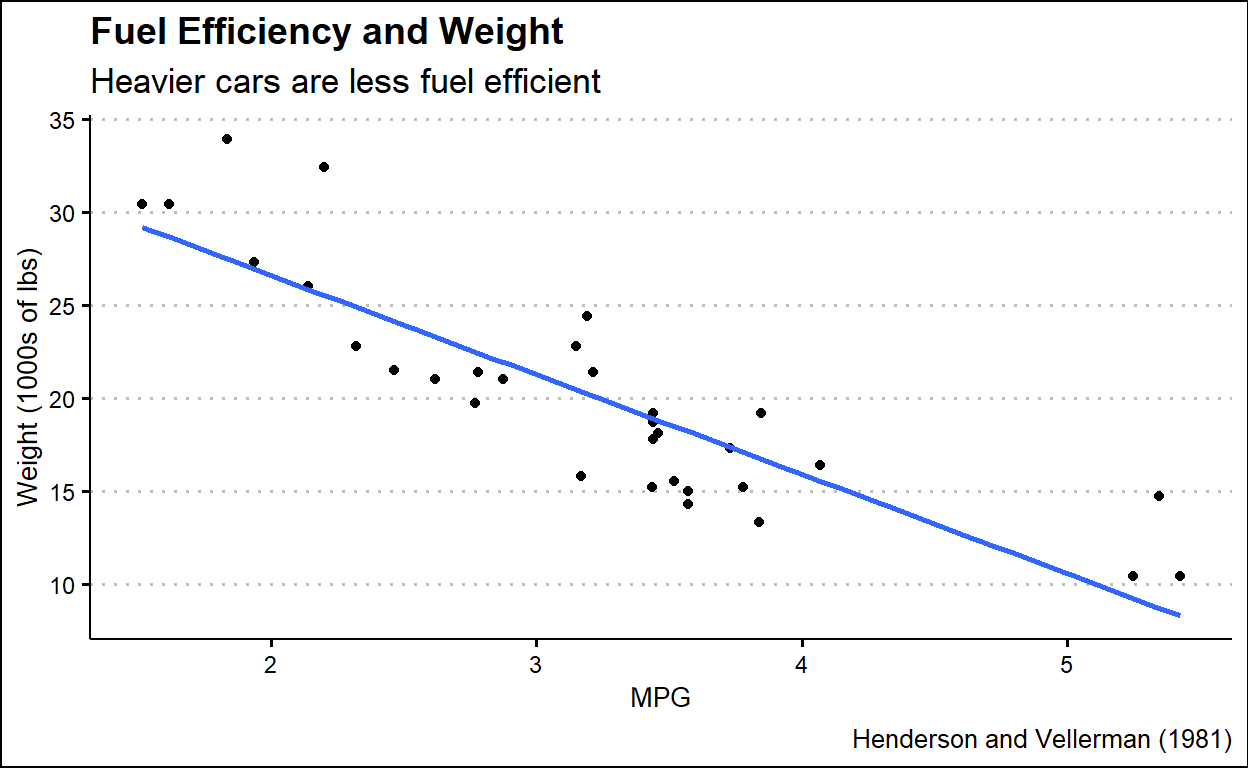 Fuel Efficiency and Weight
Heavier cars are less fuel efficient
Weight (1000s of lbs)
35
30
25
20
15
10
2 3 4 5
MPG
Henderson and Vellerman (1981)